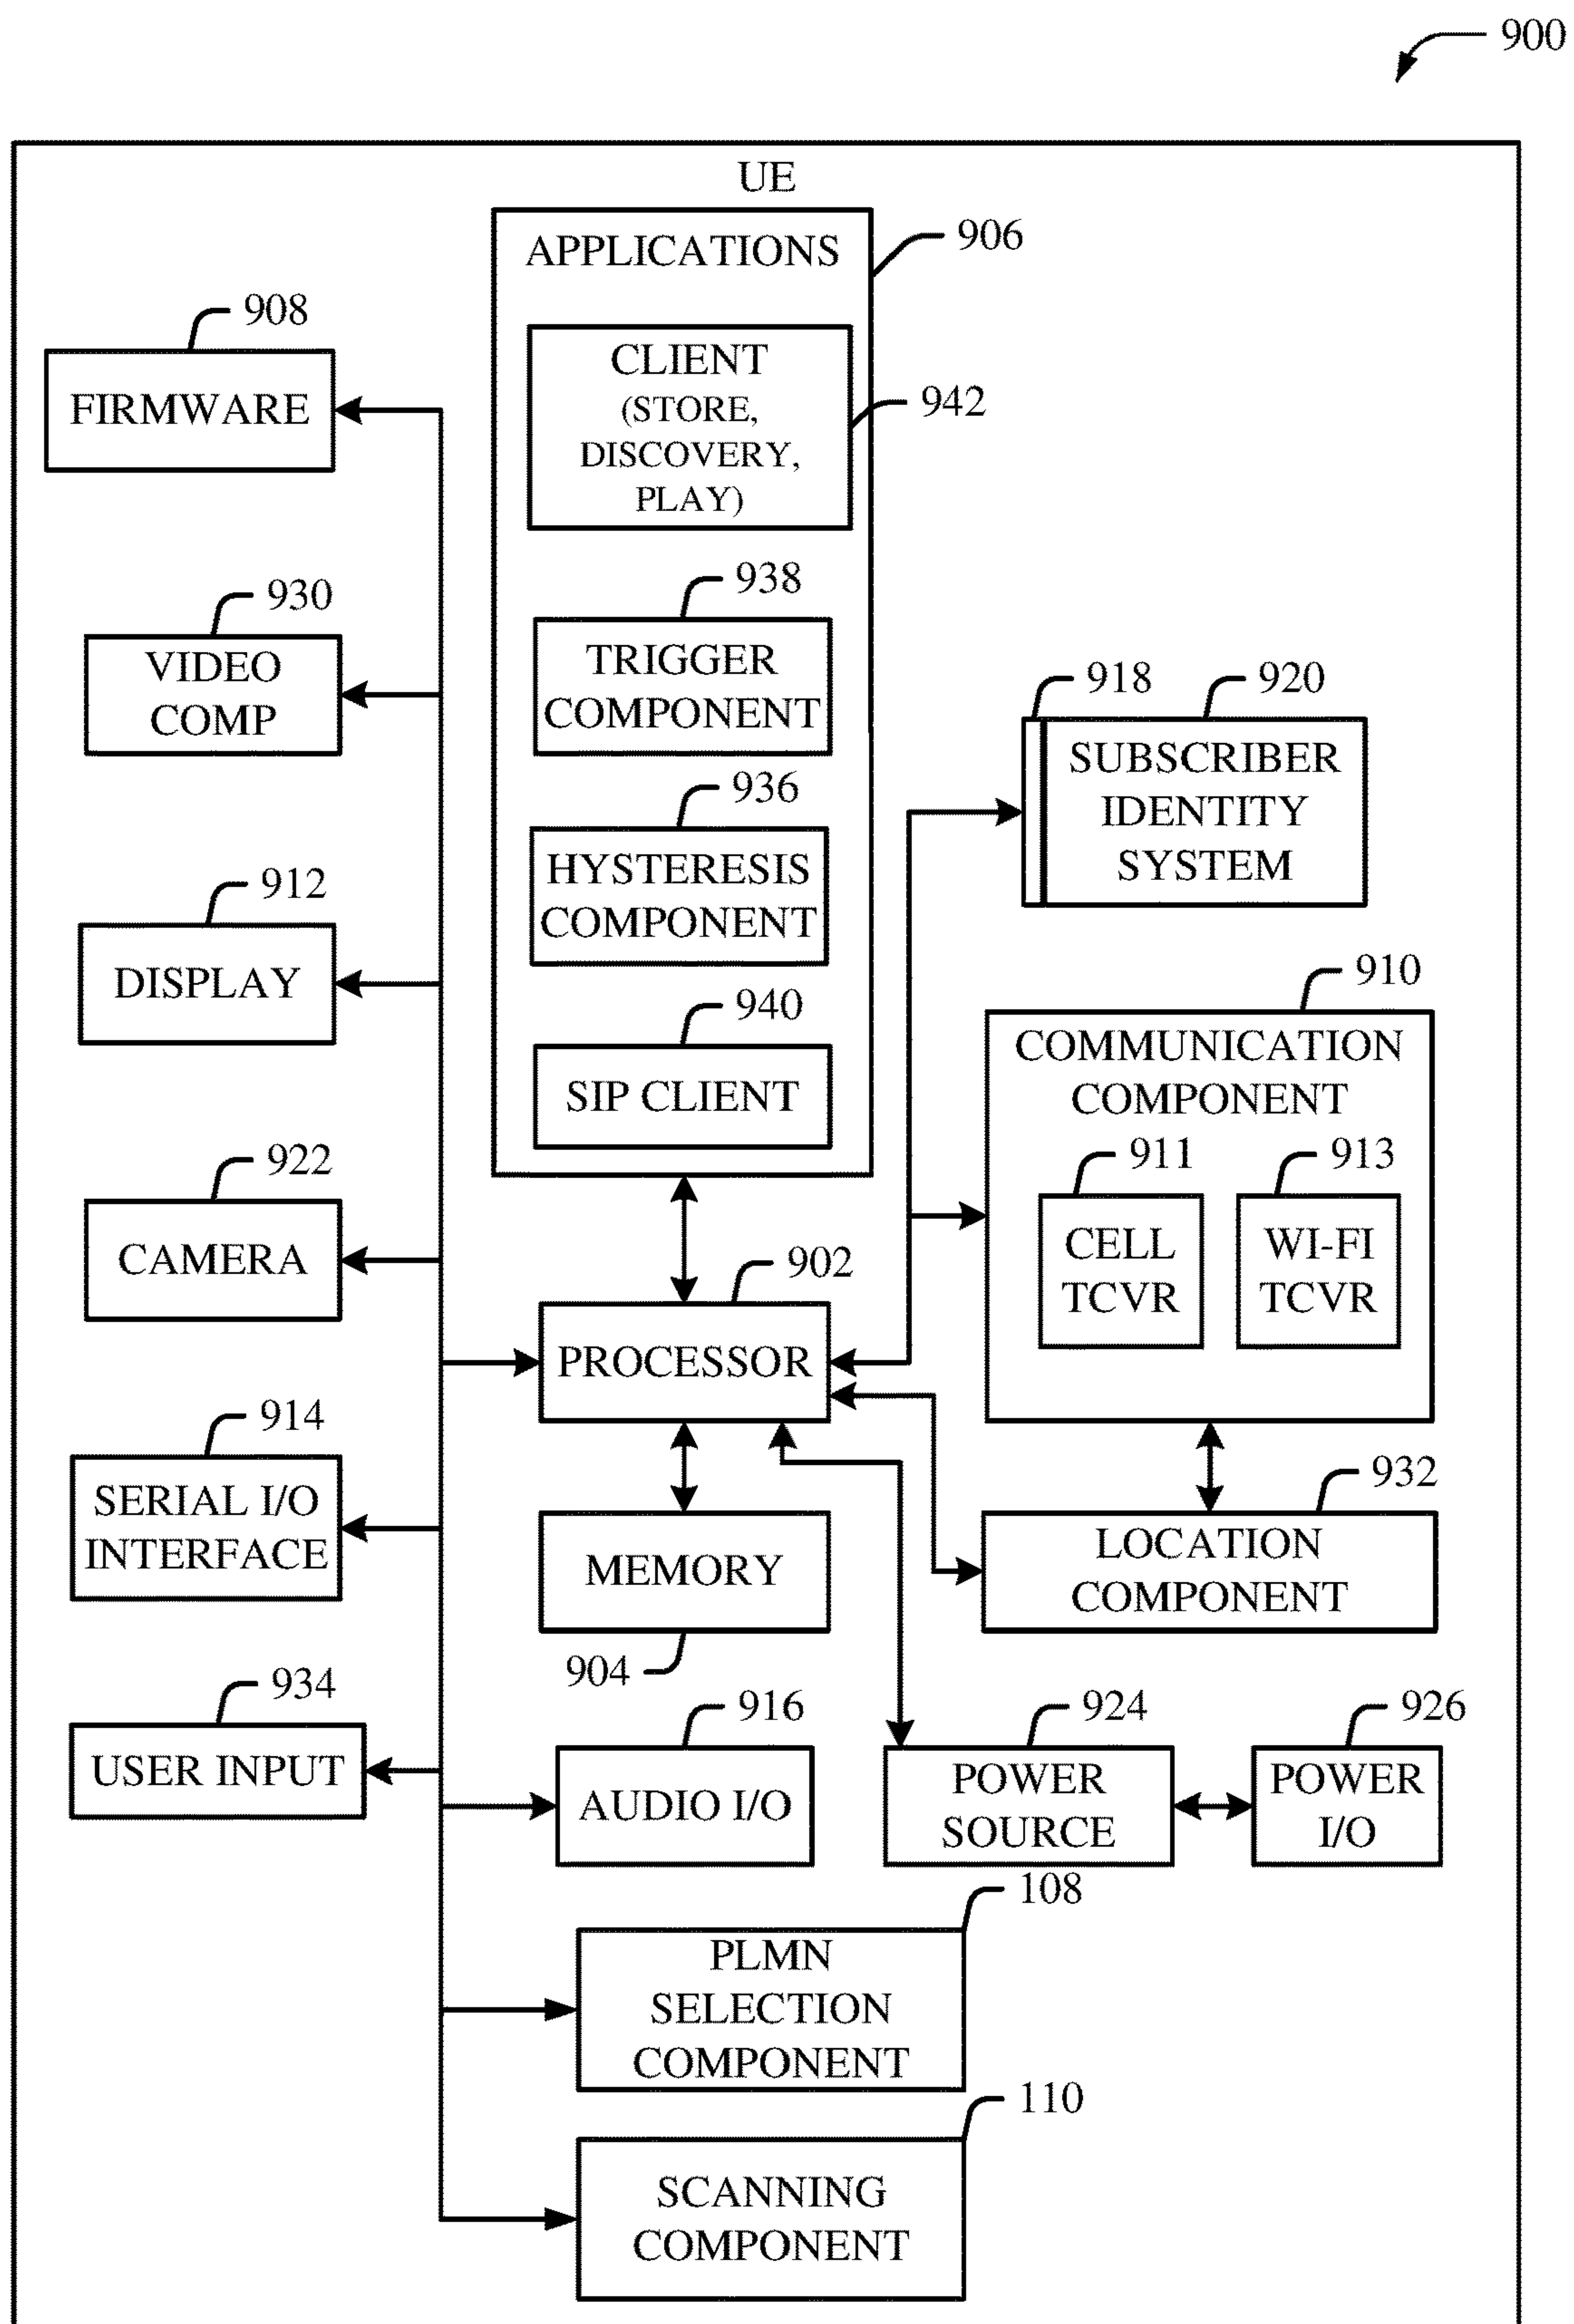 900
UE
APPLICATIONS
906
CLIENT
(STORE,
DISCOVERY,
PLAY)
942
908
FIRMWARE
938
TRIGGER
COMPONENT
930
VIDEO
COMP
918
920
SUBSCRIBER
IDENTITY
SYSTEM
936
HYSTERESIS
COMPONENT
912
DISPLAY
940
SIP CLIENT
910
COMMUNICATION
COMPONENT
911
CELL
TCVR
913
WI-FI
TCVR
922
CAMERA
902
PROCESSOR
914
SERIAL I/O
INTERFACE
MEMORY
904
932
LOCATION
COMPONENT
934
USER INPUT
916
AUDIO I/O
924
POWER
SOURCE
926
POWER
I/O
108
PLMN
SELECTION
COMPONENT
110
SCANNING
COMPONENT